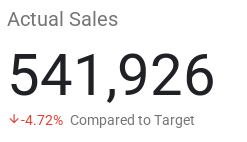 Actual Sales
541,926
↓-4.72% Compared to Target